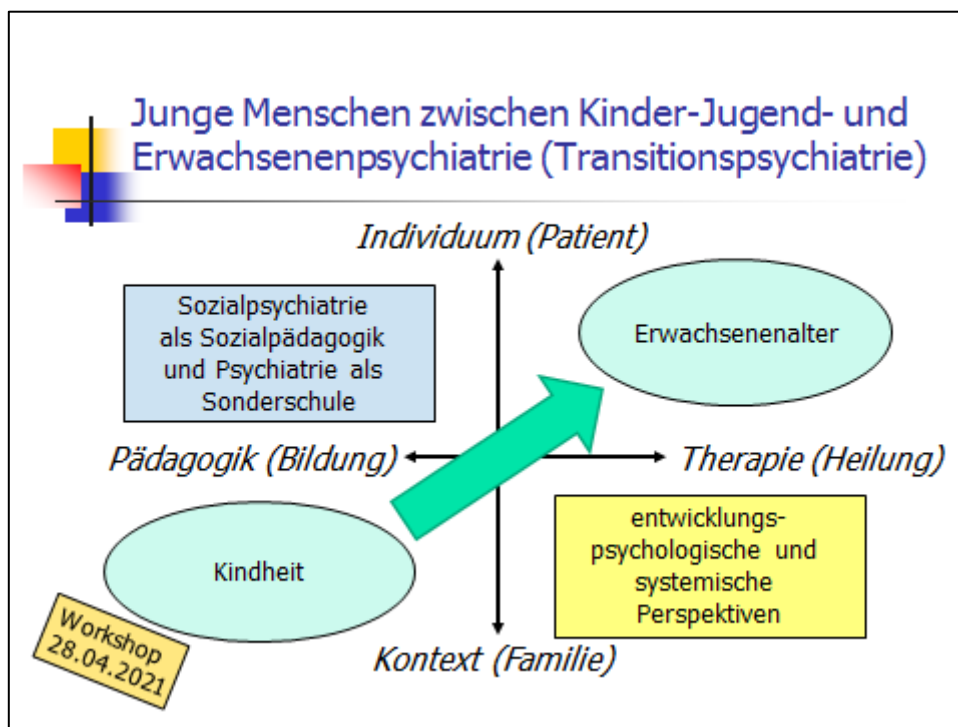 Junge Menschen zwischen Kinder-Jugend- und
Erwachsenenpsychiatrie (Transitionspsychiatrie)
Individuum (Patient)
Sozialpsychiatrie
als Sozialpädagogik
und Psychiatrie als
Sonderschule
Erwachsenenalter
Pädagogik (Bildung)
Therapie (Heilung)
Kindheit
entwicklungs-
psychologische und
systemische
Perspektiven
Workshop
28.04.2021
Kontext (Familie)